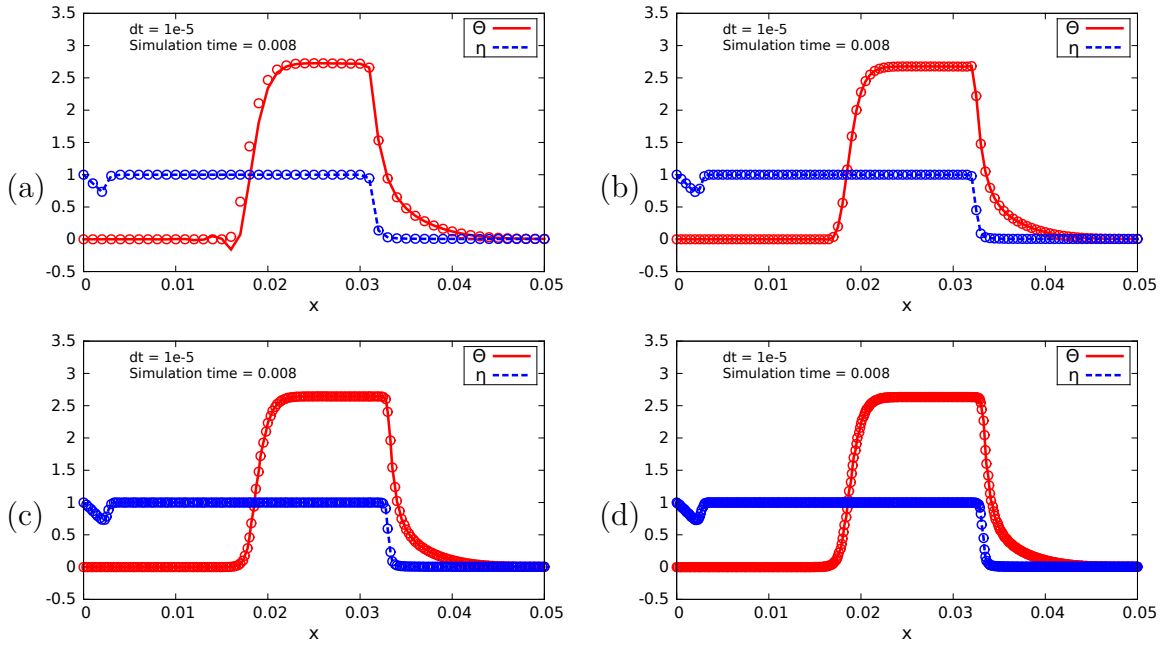 dt = 1e-5
Simulation time = 0.008
Θ
η
3.5
3
2.5
2
1.5
1
0.5
0
-0.5
0 0.01 0.02 0.03 0.04 0.05
x
(a)
dt = 1e-5
Simulation time = 0.008
Θ
η
3.5
3
2.5
2
1.5
1
0.5
0
-0.5
0 0.01 0.02 0.03 0.04 0.05
x
(b)
dt = 1e-5
Simulation time = 0.008
Θ
η
3.5
3
2.5
2
1.5
1
0.5
0
-0.5
0 0.01 0.02 0.03 0.04 0.05
x
(c)
dt = 1e-5
Simulation time = 0.008
Θ
η
3.5
3
2.5
2
1.5
1
0.5
0
-0.5
0 0.01 0.02 0.03 0.04 0.05
x
(d)